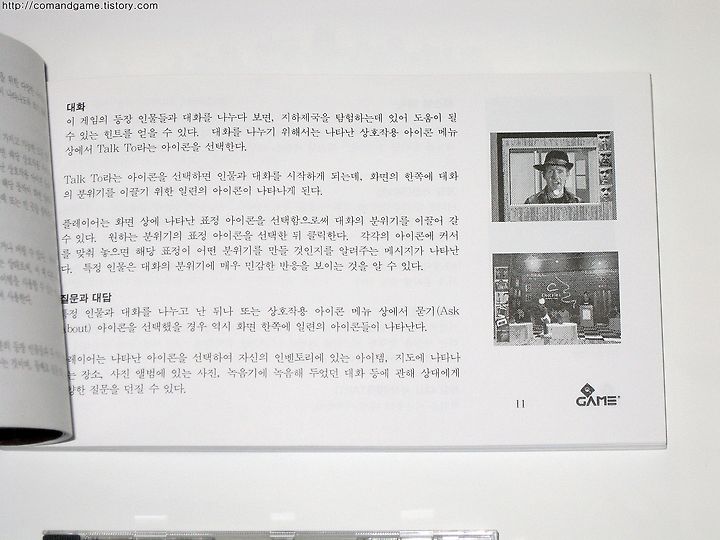 http://comandgame.tistory.com
대화
이 게임의 등장 인물들과 대화를 나누다 보면, 지하제국을 탐험하는데 있어 도움이 될
수 있는 힌트를 얻을 수 있다. 대화를 나누기 위해서는 나타난 상호작용 아이콘 메뉴
상에서 Talk To라는 아이콘을 선택한다.
Talk To라는 아이콘을 선택하면 인물과 대화를 시작하게 되는데, 화면의 한쪽에 대화
의 분위기를 이끌기 위한 일련의 아이콘이 나타나게 된다.
플레이어는 화면 상에 나타난 표정 아이콘을 선택함으로써 대화의 분위기를 이끌어 갈
수 있다. 원하는 분위기의 표정 아이콘을 선택한 뒤 클릭한다. 각각의 아이콘에 커서
를 맞춰 놓으면 해당 표정이 어떤 분위기를 만들 것인지를 알려주는 메시지가 나타난
다. 특정 인물은 대화의 분위기에 매우 민감한 반응을 보이는 것을 알 수 있다.
질문과 대답
특정 인물과 대화를 나누고 난 뒤나 또는 상호작용 아이콘 메뉴 상에서 묻기(Ask
About) 아이콘을 선택했을 경우 역시 화면 한쪽에 일련의 아이콘들이 나타난다.
플레이어는 나타난 아이콘을 선택하여 자신의 인벤토리에 있는 아이템, 지도에 나타나
는 장소, 사진 앨범에 있는 사진, 녹음기에 녹음해 두었던 대화 등에 관해 상대에게
질문을 던질 수 있다.
11
GAME